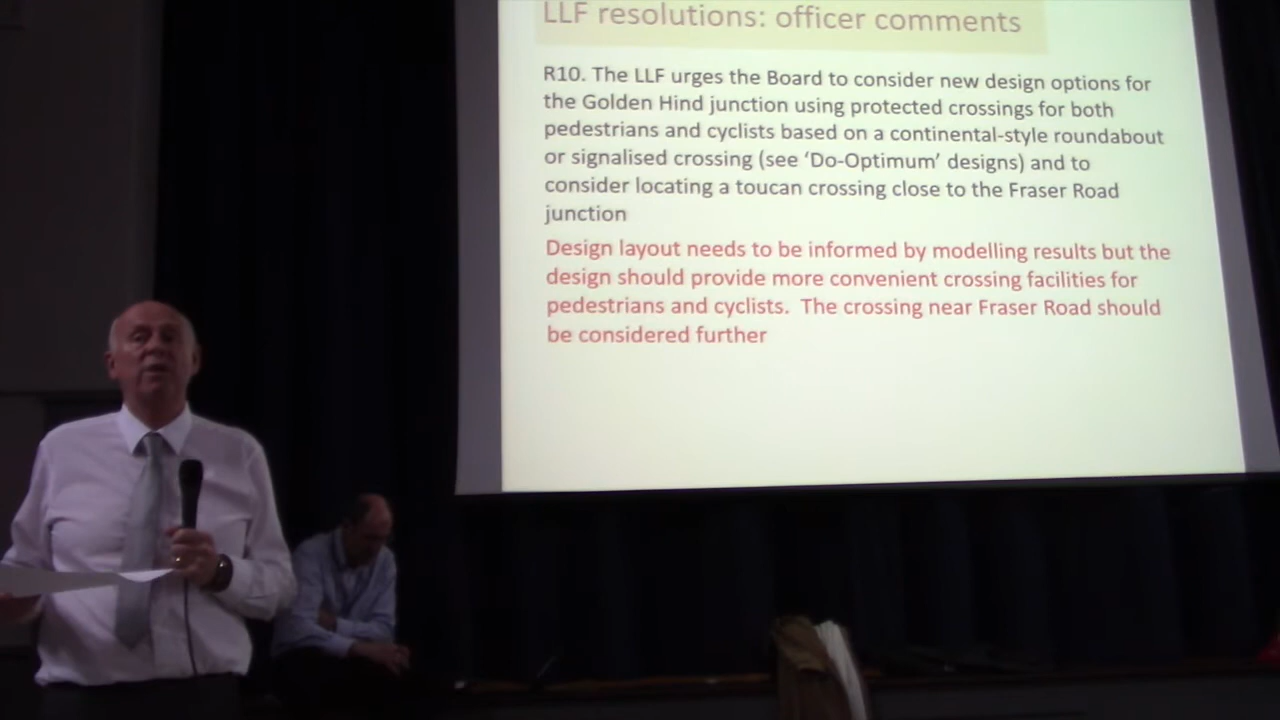 LLF resolutions: officer comments
R10. The LLF urges the Board to consider new design options for
the Golden Hind junction using protected crossings for both
pedestrians and cyclists based on a continental-style roundabout
or signalised crossing (see ‘Do-Optimum’ designs) and to
consider locating a toucan crossing close to the Fraser Road
junction
Design layout needs to be informed by modelling results but the
design should provide more convenient crossing facilities for
pedestrians and cyclists. The crossing near Fraser Road should
be considered further